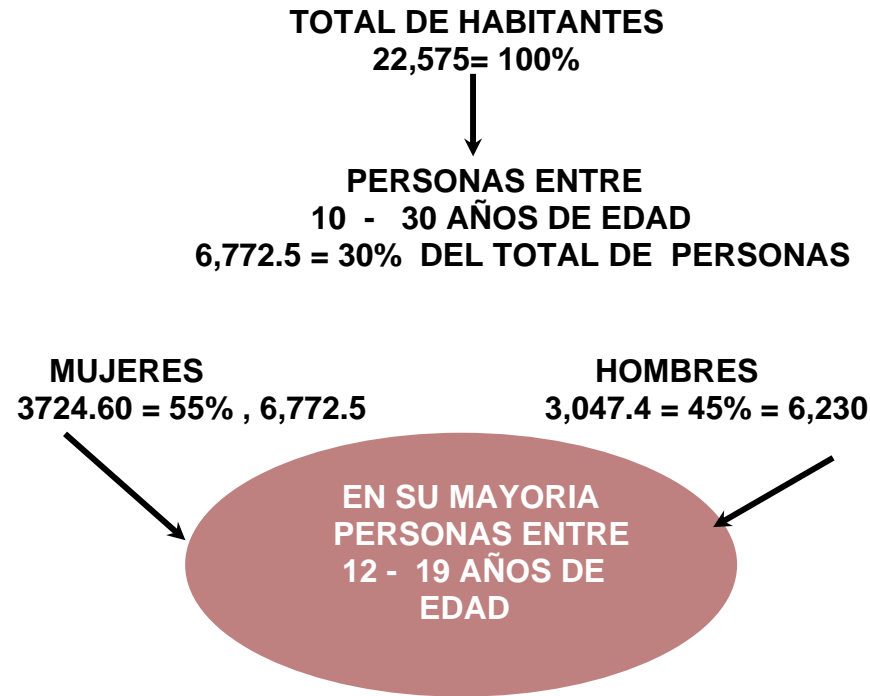 TOTAL DE HABITANTES
22,575= 100%
PERSONAS ENTRE
10 - 30 AÑOS DE EDAD
6,772.5 = 30% DEL TOTAL DE PERSONAS
MUJERES
3724.60 = 55% , 6,772.5
HOMBRES
3,047.4 = 45% = 6,230
EN SU MAYORIA
PERSONAS ENTRE
12 - 19 AÑOS DE
EDAD